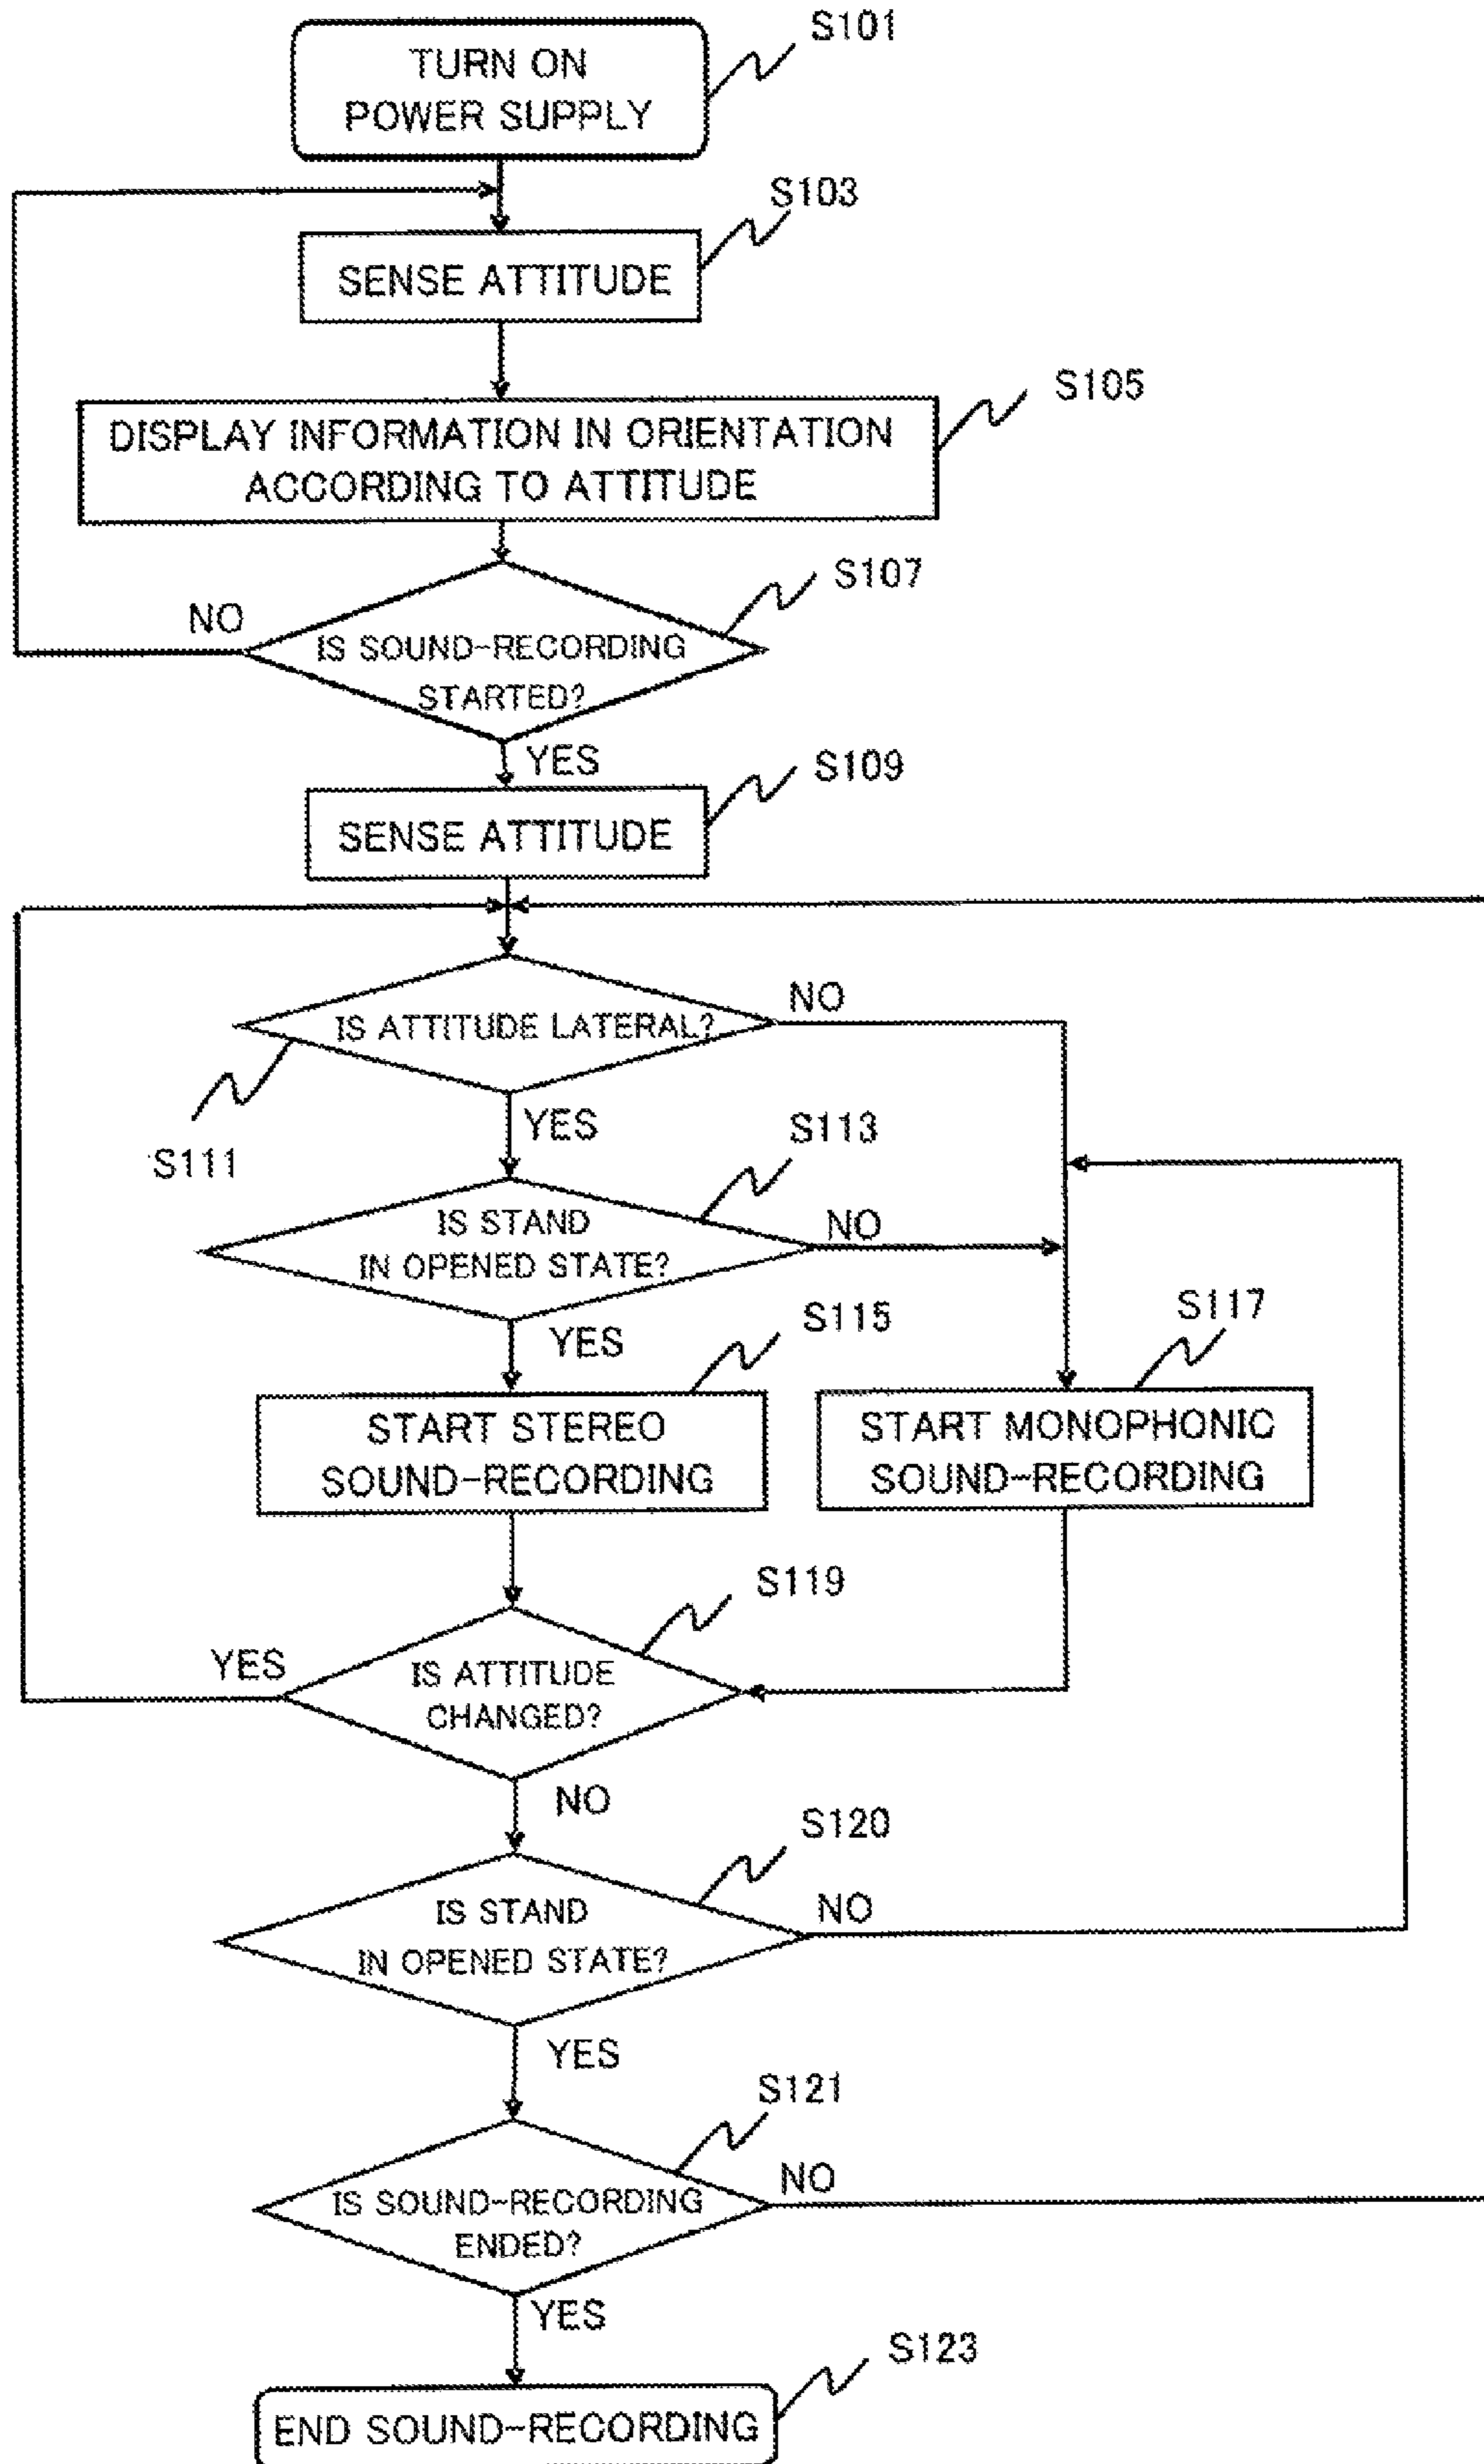 S101
TURN ON
POWER SUPPLY
S103
SENSE ATTITUDE
S105
DISPLAY INFORMATION IN ORIENTATION
ACCORDING TO ATTITUDE
S107
NO
IS SOUND-RECORDING
STARTED?
YES
S109
SENSE ATTITUDE
NO
IS ATTITUDE LATERAL?
YES
S113
S111
IS STAND
NO
IN OPENED STATE?
YES
S115
S117
START STEREO
SOUND-RECORDING
START MONOPHONIC
SOUND-RECORDING
S119
YES
IS ATTITUDE
CHANGED?
NO
S120
IS STAND
NO
IN OPENED STATE?
YES
S121
NO
IS SOUND-RECORDING
ENDED?
YES
S123
END SOUND-RECORDING